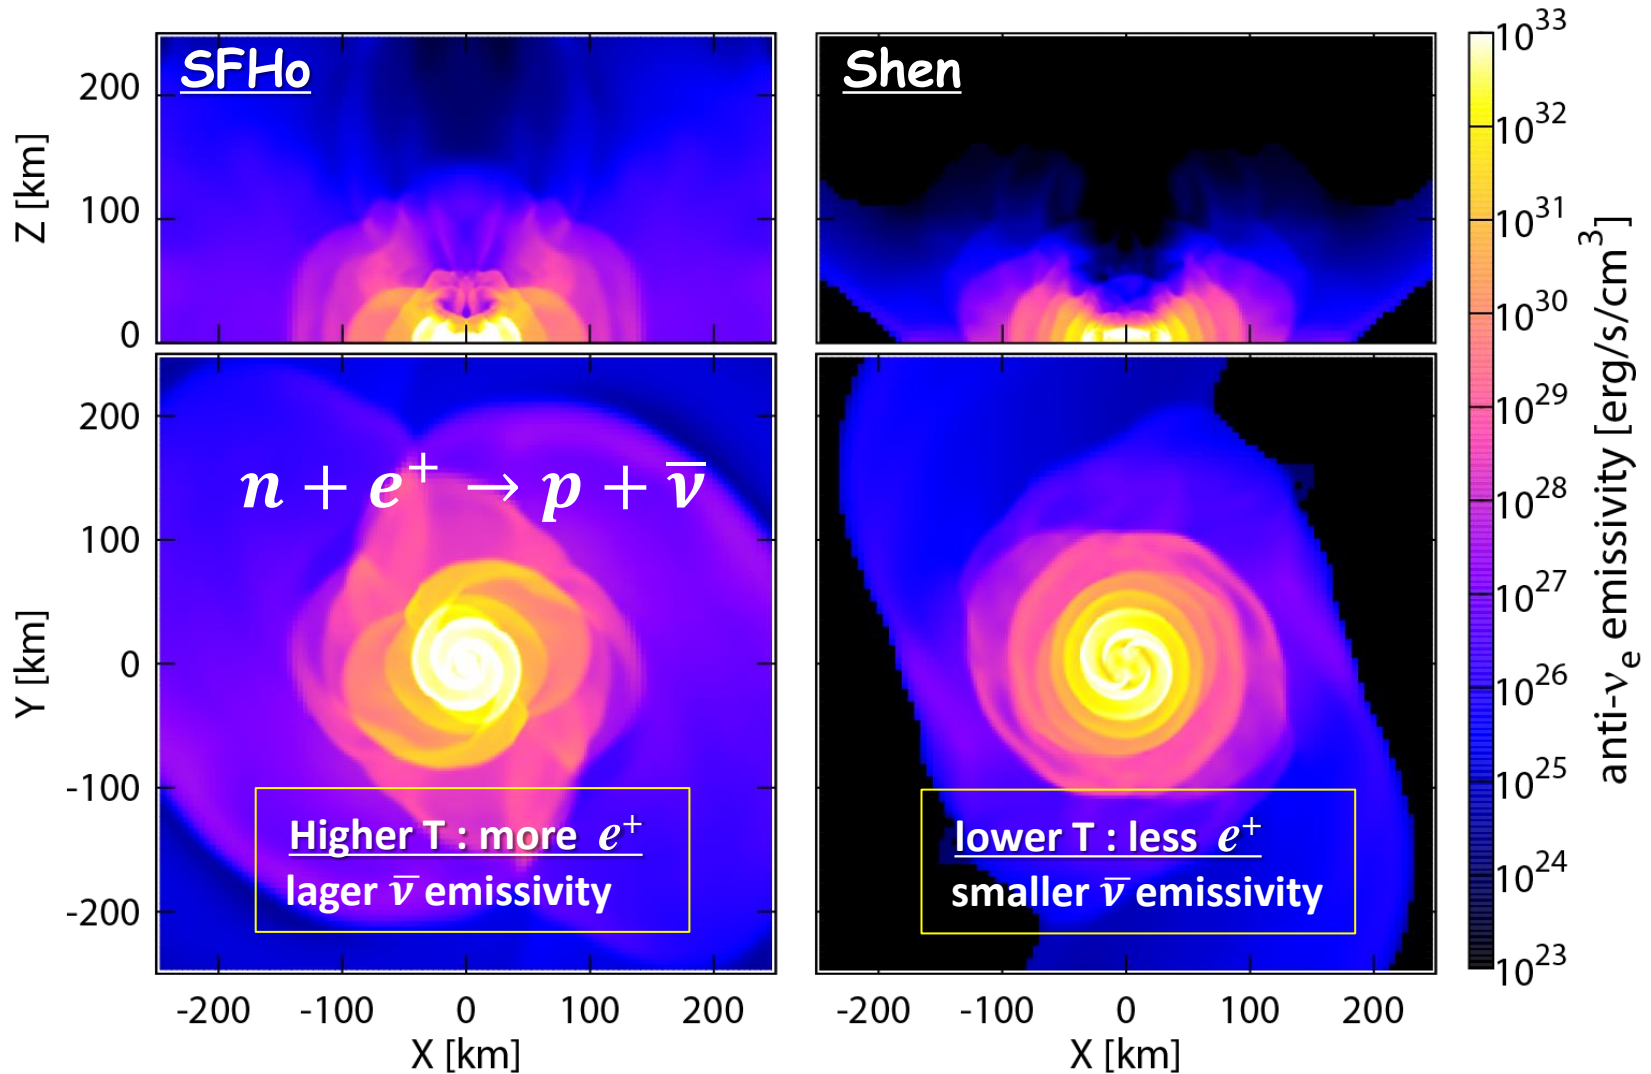 SFHo
Shen
Z [km]
200
100
0
n + e⁺ → p + ν̄
Y [km]
200
100
0
-100
-200
Higher T : more e⁺
lager ν̄ emissivity
lower T : less e⁺
smaller ν̄ emissivity
-200 -100 0 100 200
X [km]
-200 -100 0 100 200
X [km]
10³³
10³²
10³¹
10³⁰
10²⁹
10²⁸
10²⁷
10²⁶
10²⁵
10²⁴
10²³
anti-νₑ emissivity [erg/s/cm³]